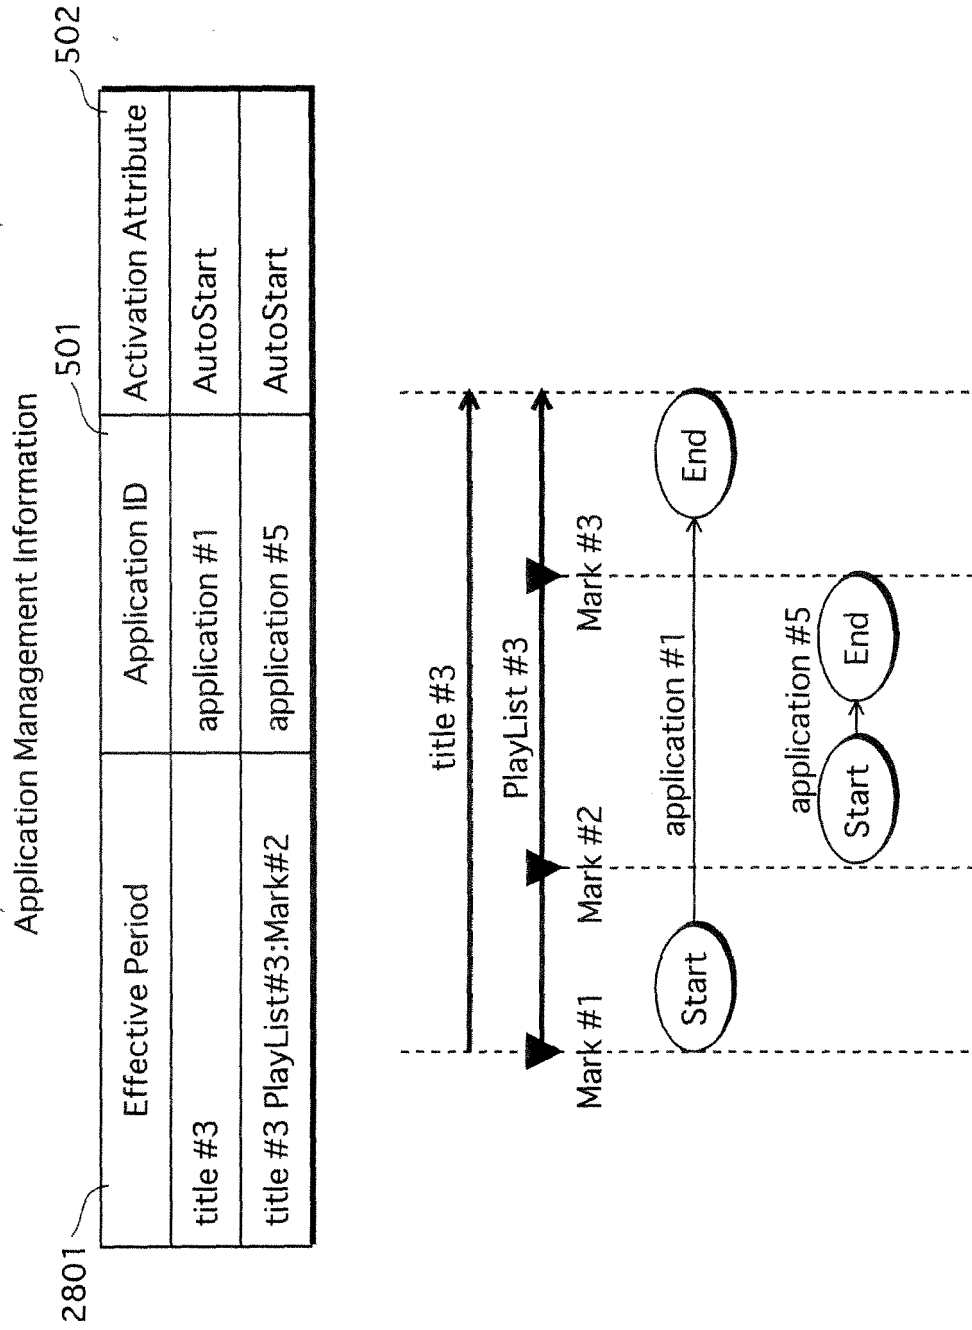 Application Management Information
2801
501
502
Effective Period
Application ID
Activation Attribute
title #3
application #1
AutoStart
title #3 PlayList#3:Mark#2
application #5
AutoStart
title #3
PlayList #3
Mark #1
Mark #2
Mark #3
application #1
Start
End
application #5
Start
End